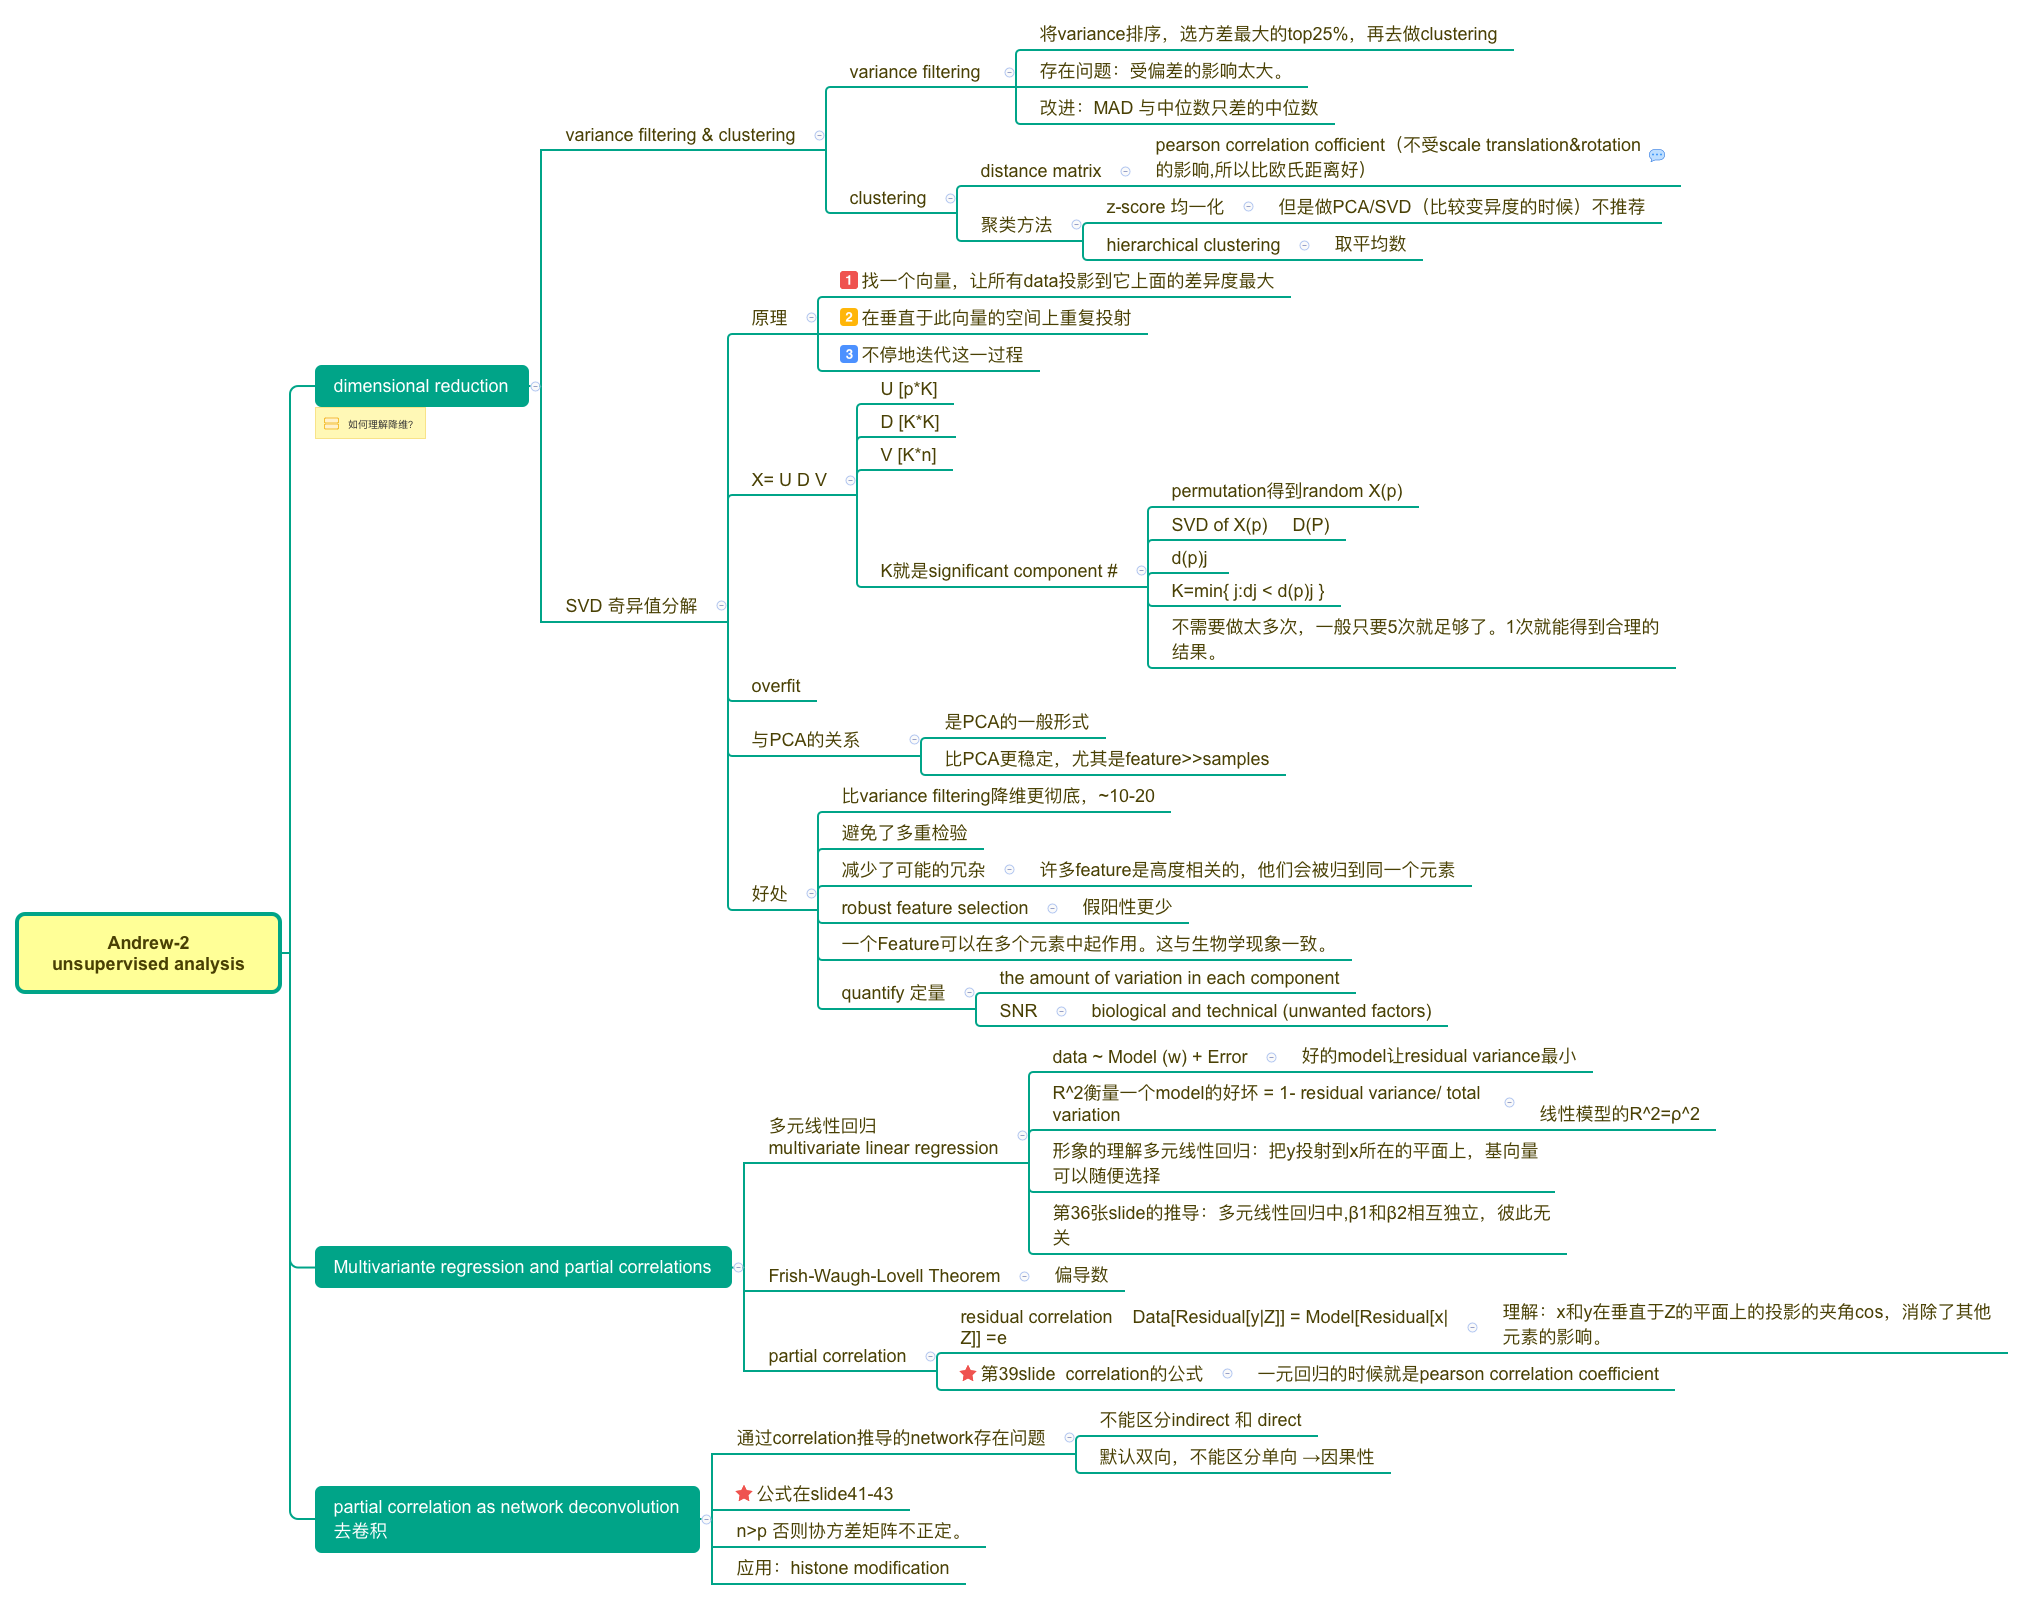 Andrew-2
unsupervised analysis
dimensional reduction
如何理解降维?
variance filtering & clustering
variance filtering
将variance排序，选方差最大的top25%，再去做clustering
存在问题：受偏差的影响太大。
改进：MAD 与中位数只差的中位数
clustering
distance matrix
pearson correlation cofficient（不受scale translation&rotation
的影响,所以比欧氏距离好）
聚类方法
z-score 均一化
但是做PCA/SVD（比较变异度的时候）不推荐
hierarchical clustering
取平均数
SVD 奇异值分解
原理
1 找一个向量，让所有data投影到它上面的差异度最大
2 在垂直于此向量的空间上重复投射
3 不停地迭代这一过程
X= U D V
U [p*K]
D [K*K]
V [K*n]
K就是significant component #
permutation得到random X(p)
SVD of X(p)     D(P)
d(p)j
K=min{ j:dj < d(p)j }
不需要做太多次，一般只要5次就足够了。1次就能得到合理的
结果。
overfit
与PCA的关系
是PCA的一般形式
比PCA更稳定，尤其是feature>>samples
好处
比variance filtering降维更彻底，~10-20
避免了多重检验
减少了可能的冗杂
许多feature是高度相关的，他们会被归到同一个元素
robust feature selection
假阳性更少
一个Feature可以在多个元素中起作用。这与生物学现象一致。
quantify 定量
the amount of variation in each component
SNR
biological and technical (unwanted factors)
Multivariante regression and partial correlations
多元线性回归
multivariate linear regression
data ~ Model (w) + Error
好的model让residual variance最小
R^2衡量一个model的好坏 = 1- residual variance/ total
variation
线性模型的R^2=ρ^2
形象的理解多元线性回归：把y投射到x所在的平面上，基向量
可以随便选择
第36张slide的推导：多元线性回归中,β1和β2相互独立，彼此无
关
Frish-Waugh-Lovell Theorem
偏导数
partial correlation
residual correlation    Data[Residual[y|Z]] = Model[Residual[x|
Z]] =e
理解：x和y在垂直于Z的平面上的投影的夹角cos，消除了其他
元素的影响。
第39slide  correlation的公式
一元回归的时候就是pearson correlation coefficient
partial correlation as network deconvolution
去卷积
通过correlation推导的network存在问题
不能区分indirect 和 direct
默认双向，不能区分单向 →因果性
公式在slide41-43
n>p 否则协方差矩阵不正定。
应用：histone modification